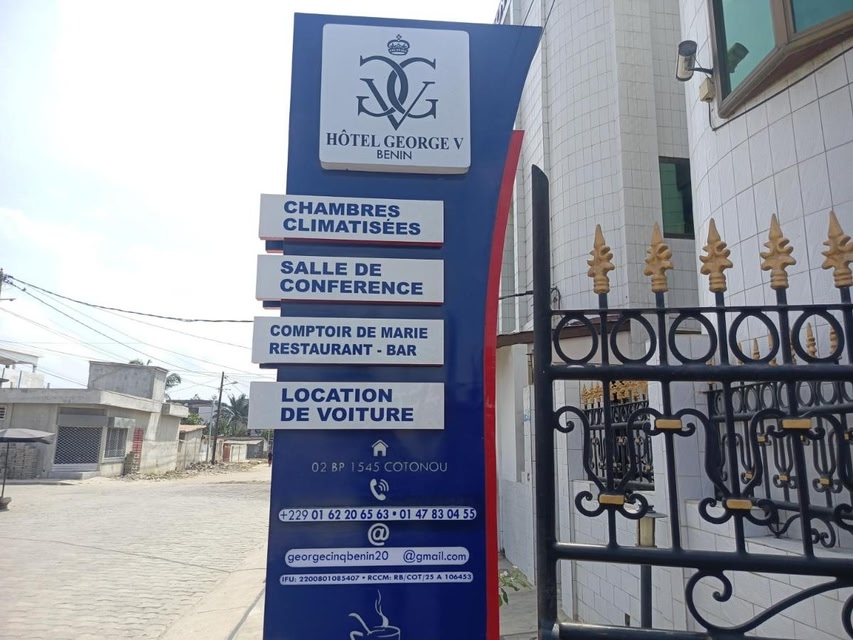 HÔTEL GEORGE V
BENIN
CHAMBRES
CLIMATISÉES
SALLE DE
CONFERENCE
COMPTOIR DE MARIE
RESTAURANT - BAR
LOCATION
DE VOITURE
02 BP 1545 COTONOU
+229 01 62 20 65 63 • 01 47 83 04 55
@
georgecinqbenin20 @gmail.com
IFU: 2200801085407 • RCCM: RB/COT/25 A 106453